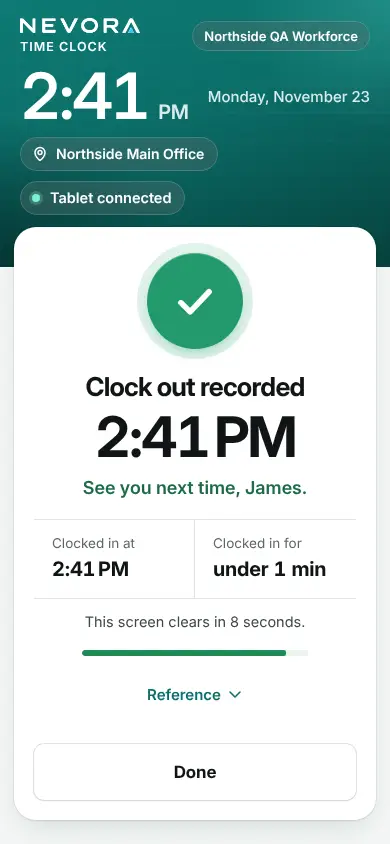 NEVORA
TIME CLOCK
Northside QA Workforce
2:41 PM
Monday, November 23
Northside Main Office
Tablet connected
Clock out recorded
2:41 PM
See you next time, James.
Clocked in at
2:41 PM
Clocked in for
under 1 min
This screen clears in 8 seconds.
Reference
Done